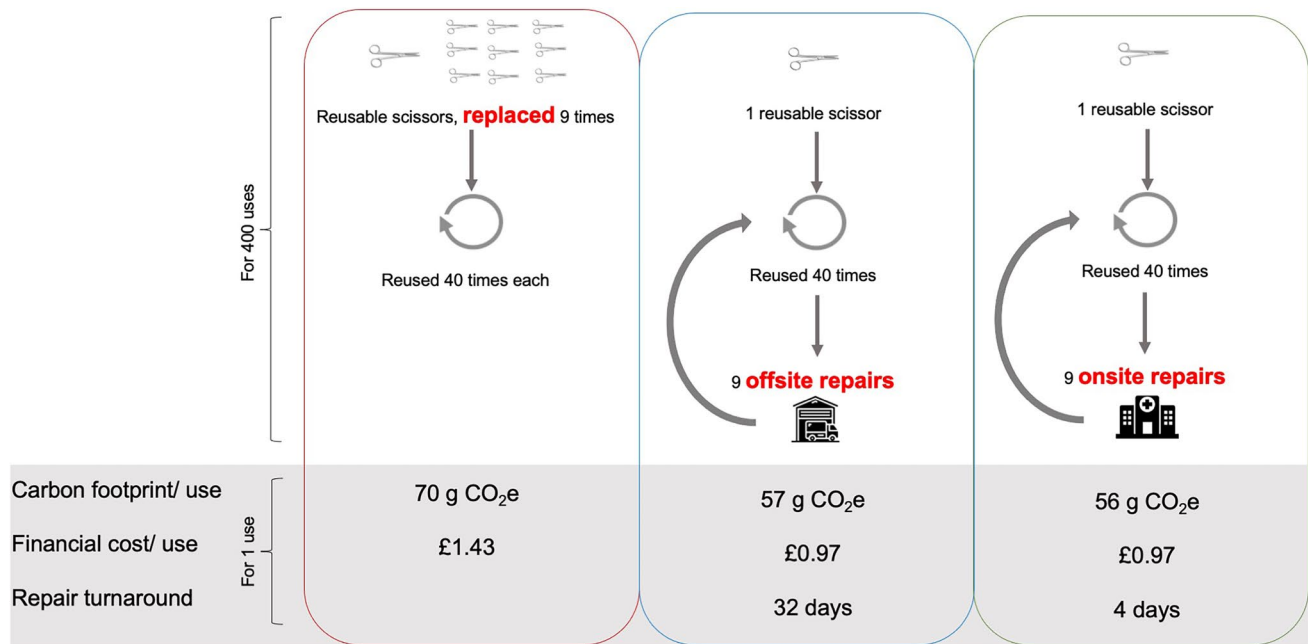 For 400 uses
Reusable scissors, replaced 9 times
Reused 40 times each
1 reusable scissor
Reused 40 times
9 offsite repairs
1 reusable scissor
Reused 40 times
9 onsite repairs
For 1 use
Carbon footprint/ use
70 g CO₂e
57 g CO₂e
56 g CO₂e
Financial cost/ use
£1.43
£0.97
£0.97
Repair turnaround
32 days
4 days